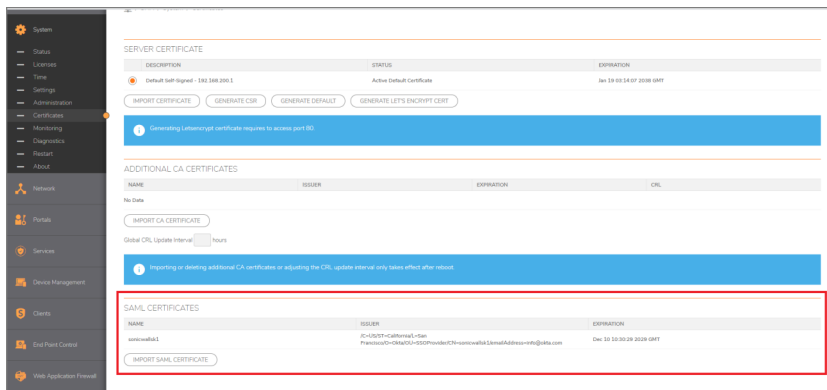 System
Status
Licenses
Time
Settings
Administration
Certificates
Monitoring
Diagnostics
Restart
About
Network
Portals
Services
Device Management
Clients
End Point Control
Web Application Firewall
SERVER CERTIFICATE
DESCRIPTION STATUS EXPIRATION
Default Self-Signed - 192.168.200.1 Active Default Certificate Jan 19 03:14:07 2038 GMT
IMPORT CERTIFICATE GENERATE CSR GENERATE DEFAULT GENERATE LET'S ENCRYPT CERT
Generating Letsencrypt certificate requires to access port 80.
ADDITIONAL CA CERTIFICATES
NAME ISSUER EXPIRATION CRL
No Data
IMPORT CA CERTIFICATE
Global CRL Update Interval hours
Importing or deleting additional CA certificates or adjusting the CRL update interval only takes effect after reboot.
SAML CERTIFICATES
NAME ISSUER EXPIRATION
sonicwallsk1 /C=US/ST=California/L=San Dec 10 10:30:29 2028 GMT
Francisco/O=Okta/OU=SSOProvider/CN=sonicwallsk1/emailAddress=info@okta.com
IMPORT SAML CERTIFICATE